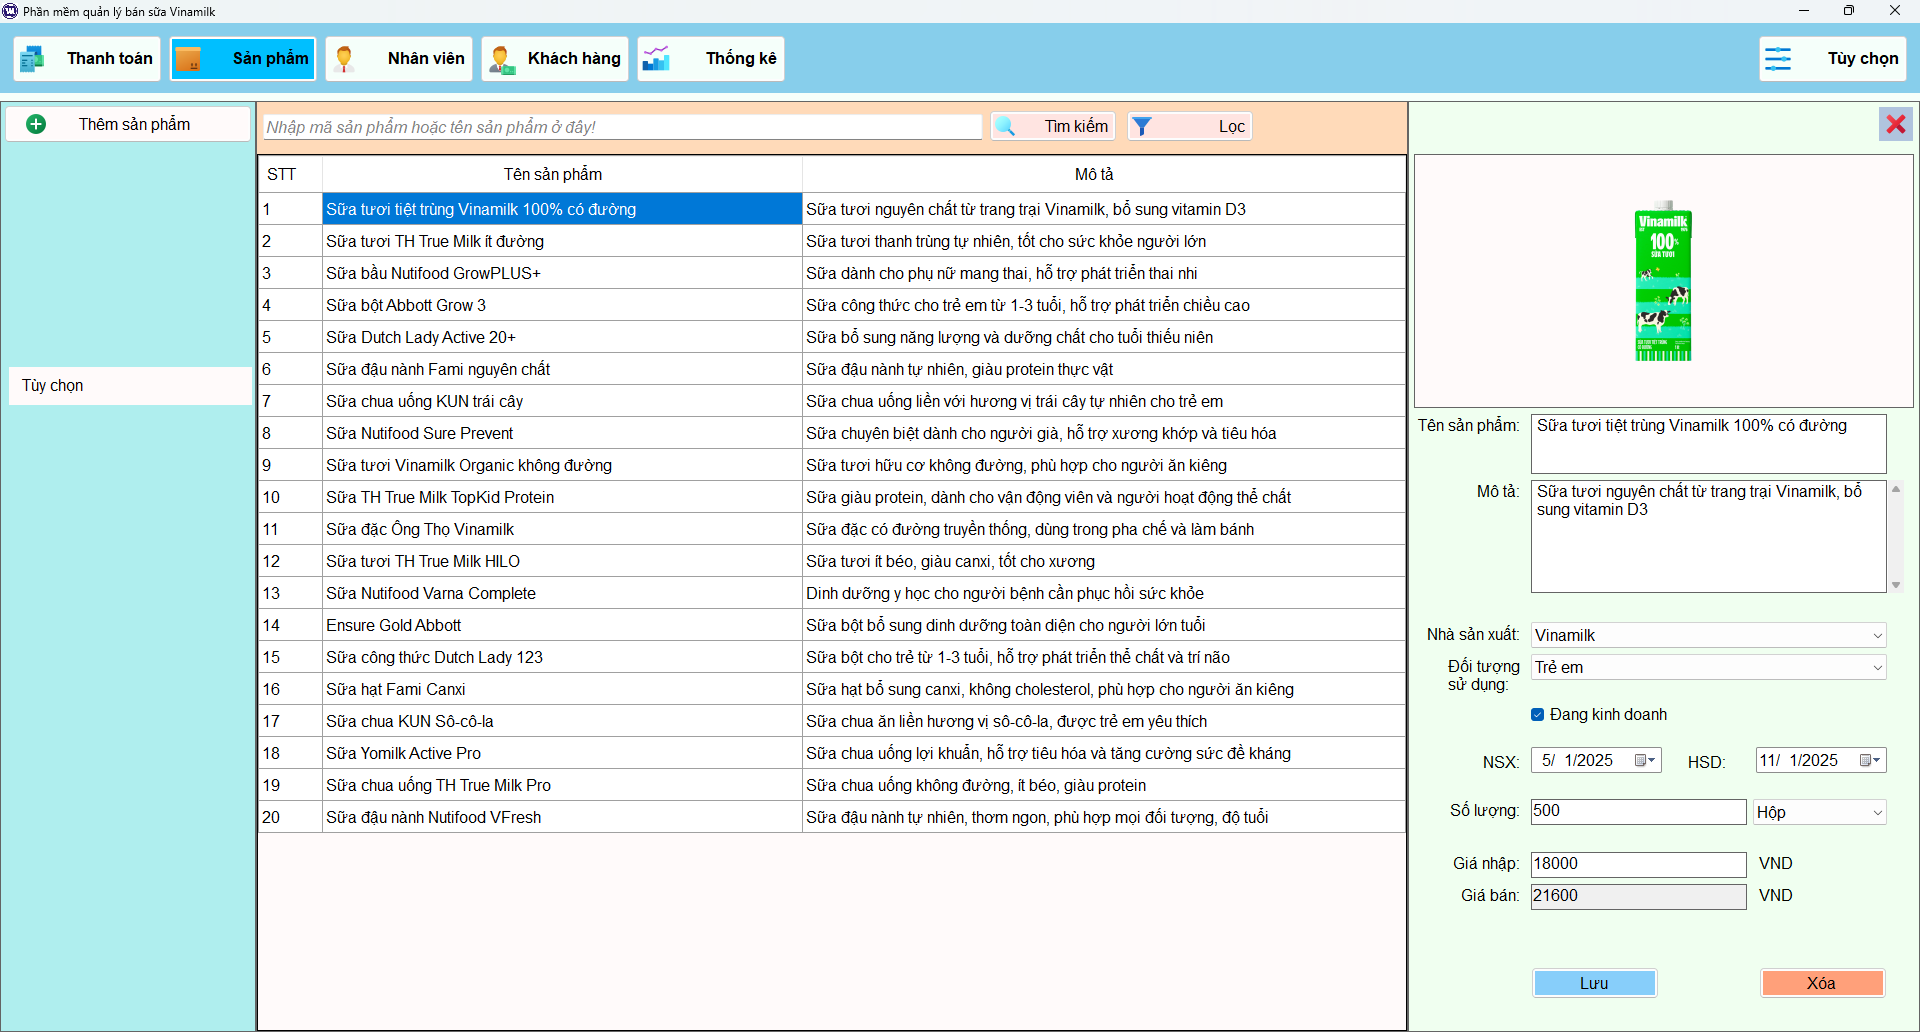 Phần mềm quản lý bán sữa Vinamilk
Thanh toán
Sản phẩm
Nhân viên
Khách hàng
Thống kê
Tùy chọn
Thêm sản phẩm
Tùy chọn
Nhập mã sản phẩm hoặc tên sản phẩm ở đây!
Tìm kiếm
Lọc
STT Tên sản phẩm Mô tả
1 Sữa tươi tiệt trùng Vinamilk 100% có đường Sữa tươi nguyên chất từ trang trại Vinamilk, bổ sung vitamin D3
2 Sữa tươi TH True Milk ít đường Sữa tươi thanh trùng tự nhiên, tốt cho sức khỏe người lớn
3 Sữa bầu Nutifood GrowPLUS+ Sữa dành cho phụ nữ mang thai, hỗ trợ phát triển thai nhi
4 Sữa bột Abbott Grow 3 Sữa công thức cho trẻ em từ 1-3 tuổi, hỗ trợ phát triển chiều cao
5 Sữa Dutch Lady Active 20+ Sữa bổ sung năng lượng và dưỡng chất cho tuổi thiếu niên
6 Sữa đậu nành Fami nguyên chất Sữa đậu nành tự nhiên, giàu protein thực vật
7 Sữa chua uống KUN trái cây Sữa chua uống liền với hương vị trái cây tự nhiên cho trẻ em
8 Sữa Nutifood Sure Prevent Sữa chuyên biệt dành cho người già, hỗ trợ xương khớp và tiêu hóa
9 Sữa tươi Vinamilk Organic không đường Sữa tươi hữu cơ không đường, phù hợp cho người ăn kiêng
10 Sữa TH True Milk TopKid Protein Sữa giàu protein, dành cho vận động viên và người hoạt động thể chất
11 Sữa đặc Ông Thọ Vinamilk Sữa đặc có đường truyền thống, dùng trong pha chế và làm bánh
12 Sữa tươi TH True Milk HILO Sữa tươi ít béo, giàu canxi, tốt cho xương
13 Sữa Nutifood Varna Complete Dinh dưỡng y học cho người bệnh cần phục hồi sức khỏe
14 Ensure Gold Abbott Sữa bột bổ sung dinh dưỡng toàn diện cho người lớn tuổi
15 Sữa công thức Dutch Lady 123 Sữa bột cho trẻ từ 1-3 tuổi, hỗ trợ phát triển thể chất và trí não
16 Sữa hạt Fami Canxi Sữa hạt bổ sung canxi, không cholesterol, phù hợp cho người ăn kiêng
17 Sữa chua KUN Sô-cô-la Sữa chua ăn liền hương vị sô-cô-la, được trẻ em yêu thích
18 Sữa Yomilk Active Pro Sữa chua uống lợi khuẩn, hỗ trợ tiêu hóa và tăng cường sức đề kháng
19 Sữa chua uống TH True Milk Pro Sữa chua uống không đường, ít béo, giàu protein
20 Sữa đậu nành Nutifood VFresh Sữa đậu nành tự nhiên, thơm ngon, phù hợp mọi đối tượng, độ tuổi
Vinamilk
100%
SỮA TƯƠI
Tên sản phẩm: Sữa tươi tiệt trùng Vinamilk 100% có đường
Mô tả: Sữa tươi nguyên chất từ trang trại Vinamilk, bổ
sung vitamin D3
Nhà sản xuất: Vinamilk
Đối tượng Trẻ em
sử dụng:
Đang kinh doanh
NSX: 5/ 1/2025 HSD: 11/ 1/2025
Số lượng: 500 Hộp
Giá nhập: 18000 VND
Giá bán: 21600 VND
Lưu
Xóa